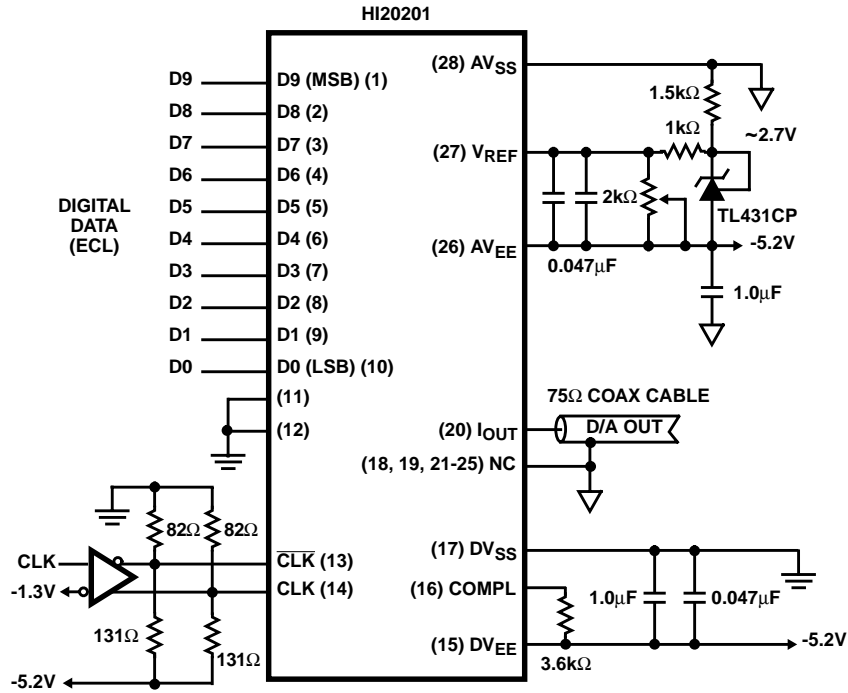 HI20201
D9
D8
D7
D6
D5
D4
D3
D2
D1
D0
DIGITAL
DATA
(ECL)
D9 (MSB) (1)
D8 (2)
D7 (3)
D6 (4)
D5 (5)
D4 (6)
D3 (7)
D2 (8)
D1 (9)
D0 (LSB) (10)
(11)
(12)
82Ω
82Ω
CLK
-1.3V
C̅L̅K̅ (13)
CLK (14)
131Ω
131Ω
-5.2V
(28) AVSS
1.5kΩ
1kΩ
~2.7V
(27) VREF
2kΩ
TL431CP
(26) AVEE
-5.2V
0.047μF
1.0μF
75Ω COAX CABLE
(20) IOUT
D/A OUT
(18, 19, 21-25) NC
(17) DVSS
(16) COMPL
1.0μF
0.047μF
(15) DVEE
3.6kΩ
-5.2V